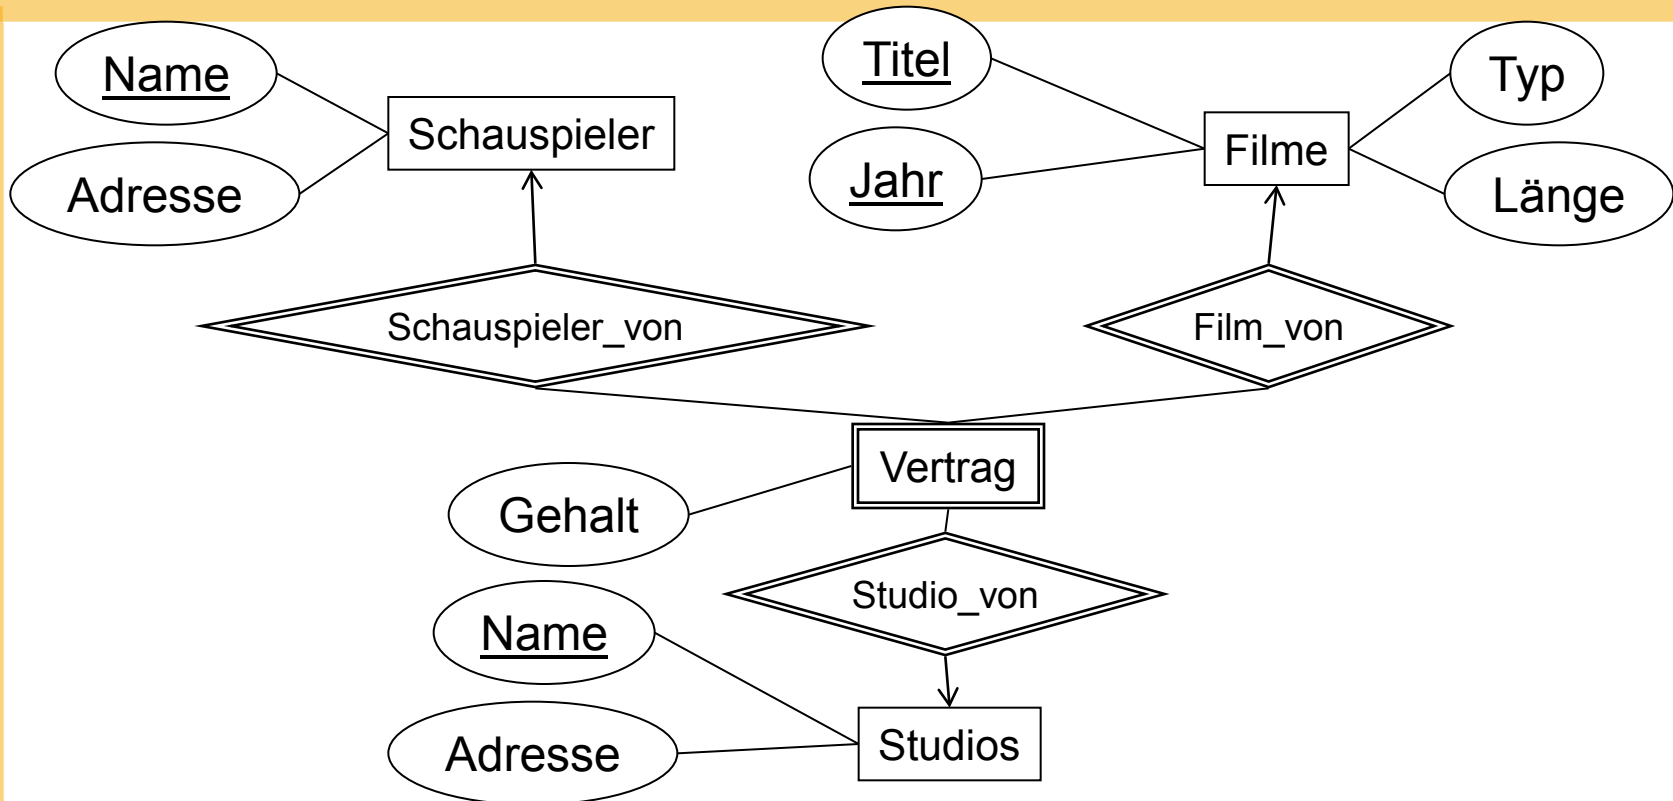 Name
Titel
Typ
Schauspieler
Filme
Adresse
Jahr
Länge
Schauspieler_von
Film_von
Vertrag
Gehalt
Studio_von
Name
Studios
Adresse